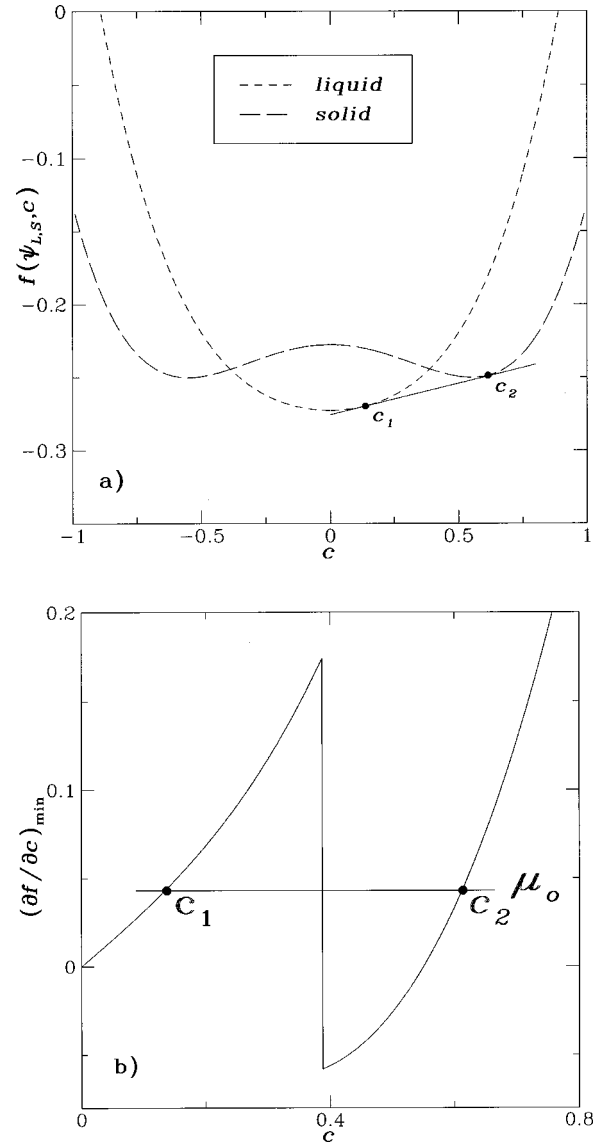 0
-0.1
-0.2
-0.3
f(ψL,S,c)
liquid
solid
c1
c2
a)
-1
-0.5
0
0.5
1
c
0.2
0.1
0
(∂f/∂c)min
C1
C2
μo
b)
0
0.4
0.8
c